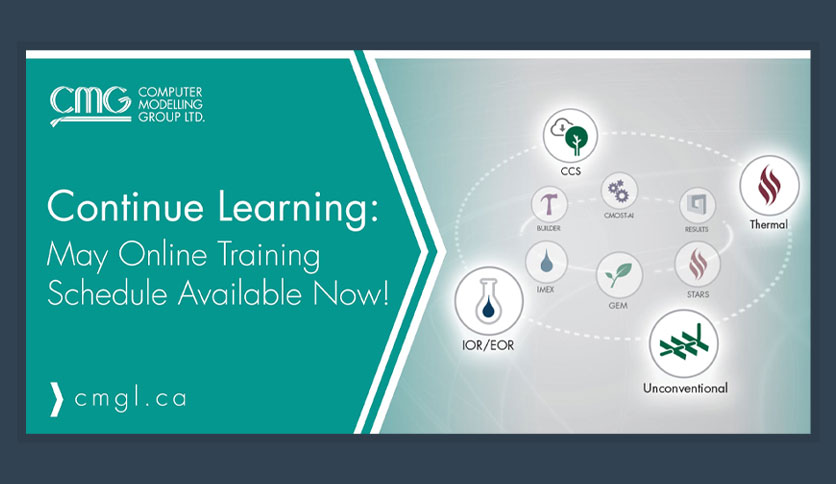 CMG
COMPUTER
MODELLING
GROUP LTD.
Continue Learning:
May Online Training
Schedule Available Now!
cmgl.ca
CCS
Thermal
BUILDER
CMOST-AI
RESULTS
IMEX
GEM
STARS
IOR/EOR
Unconventional